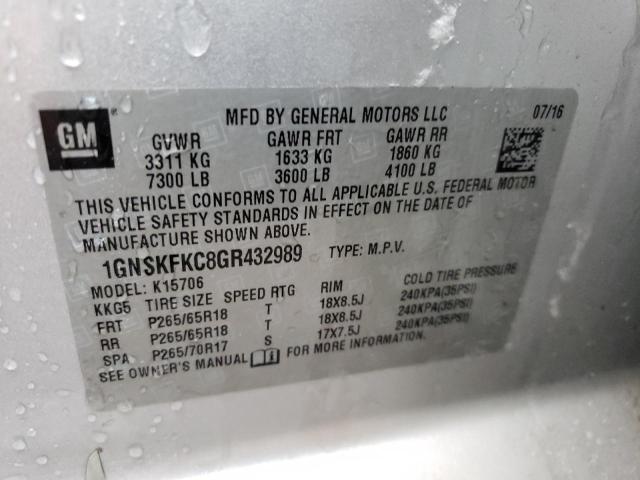 GM
MFD BY GENERAL MOTORS LLC 07/16
GVWR GAWR FRT GAWR RR
3311 KG 1633 KG 1860 KG
7300 LB 3600 LB 4100 LB
THIS VEHICLE CONFORMS TO ALL APPLICABLE U.S. FEDERAL MOTOR
VEHICLE SAFETY STANDARDS IN EFFECT ON THE DATE OF
MANUFACTURE SHOWN ABOVE.
1GNSKFKC8GR432989 TYPE: M.P.V.
MODEL: K15706
KKG5 TIRE SIZE SPEED RTG RIM COLD TIRE PRESSURE
FRT P265/65R18 T 18X8.5J 240KPA(35PSI)
RR P265/65R18 T 18X8.5J 240KPA(35PSI)
SPA P265/70R17 S 17X7.5J 240KPA(35PSI)
SEE OWNER'S MANUAL i FOR MORE INFORMATION.